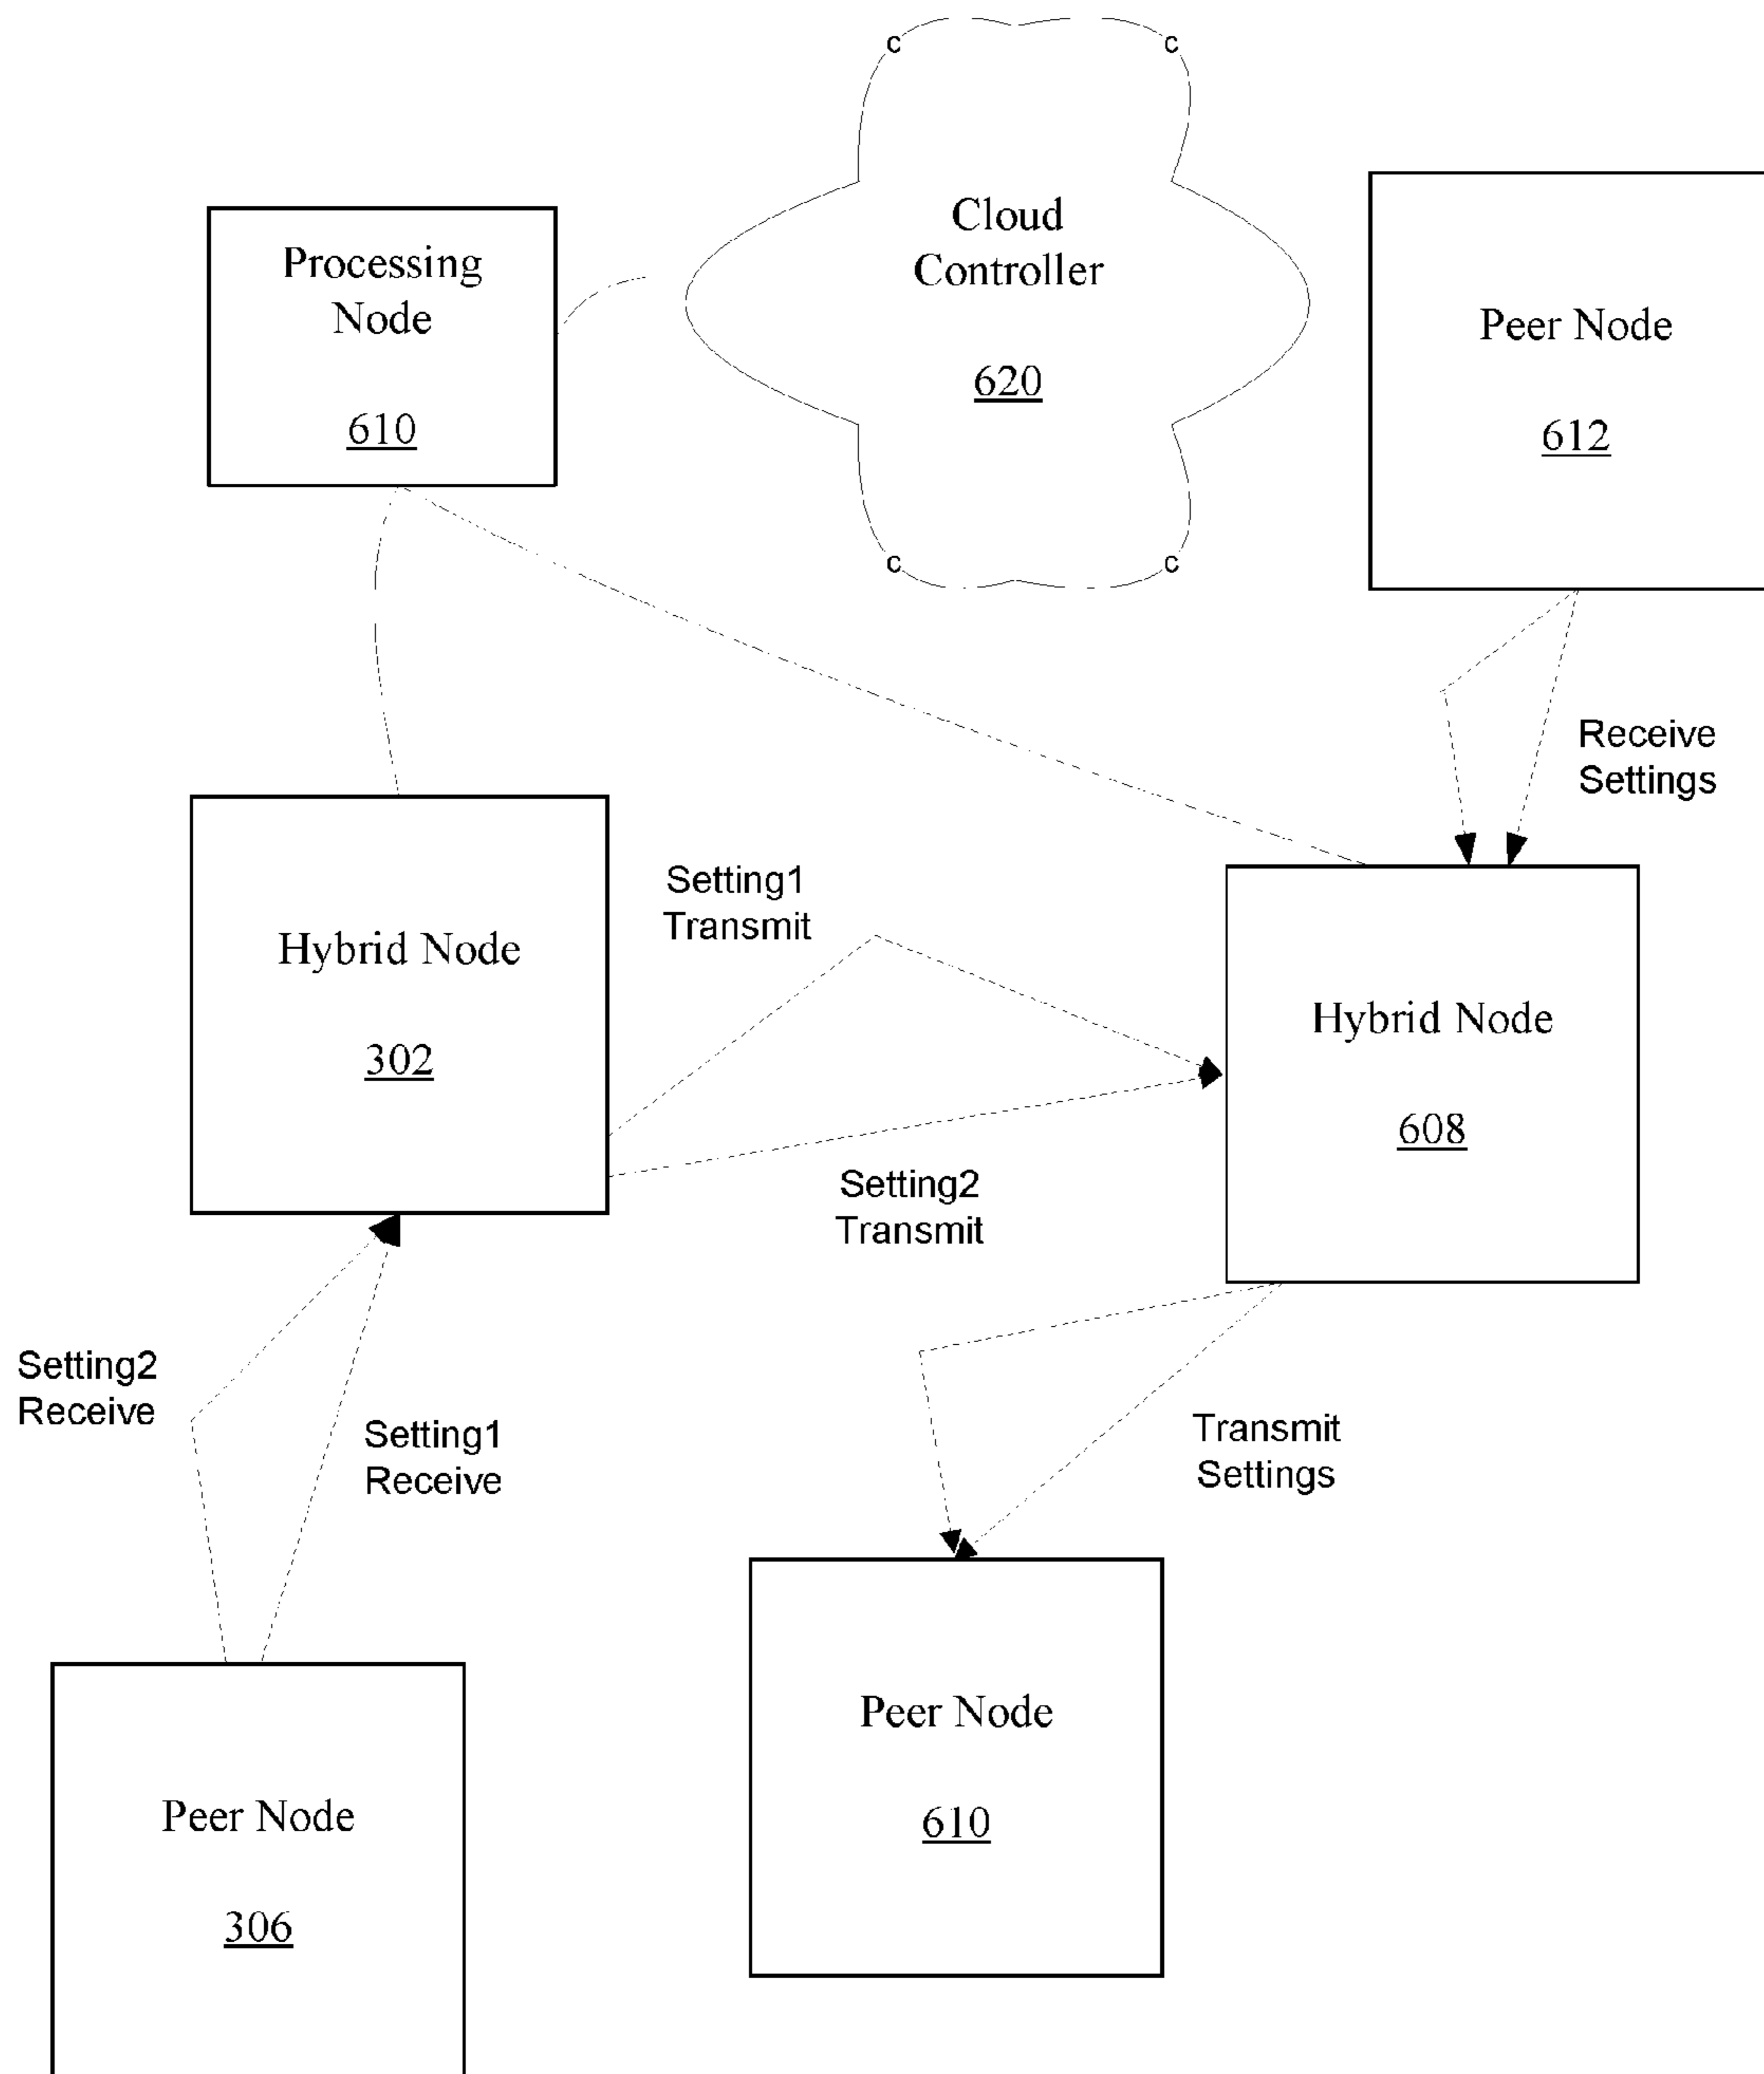 c
c
Cloud
Controller
620
c
c
Processing
Node
610
Peer Node
612
Receive
Settings
Hybrid Node
302
Setting1
Transmit
Hybrid Node
608
Setting2
Transmit
Setting2
Receive
Setting1
Receive
Transmit
Settings
Peer Node
610
Peer Node
306